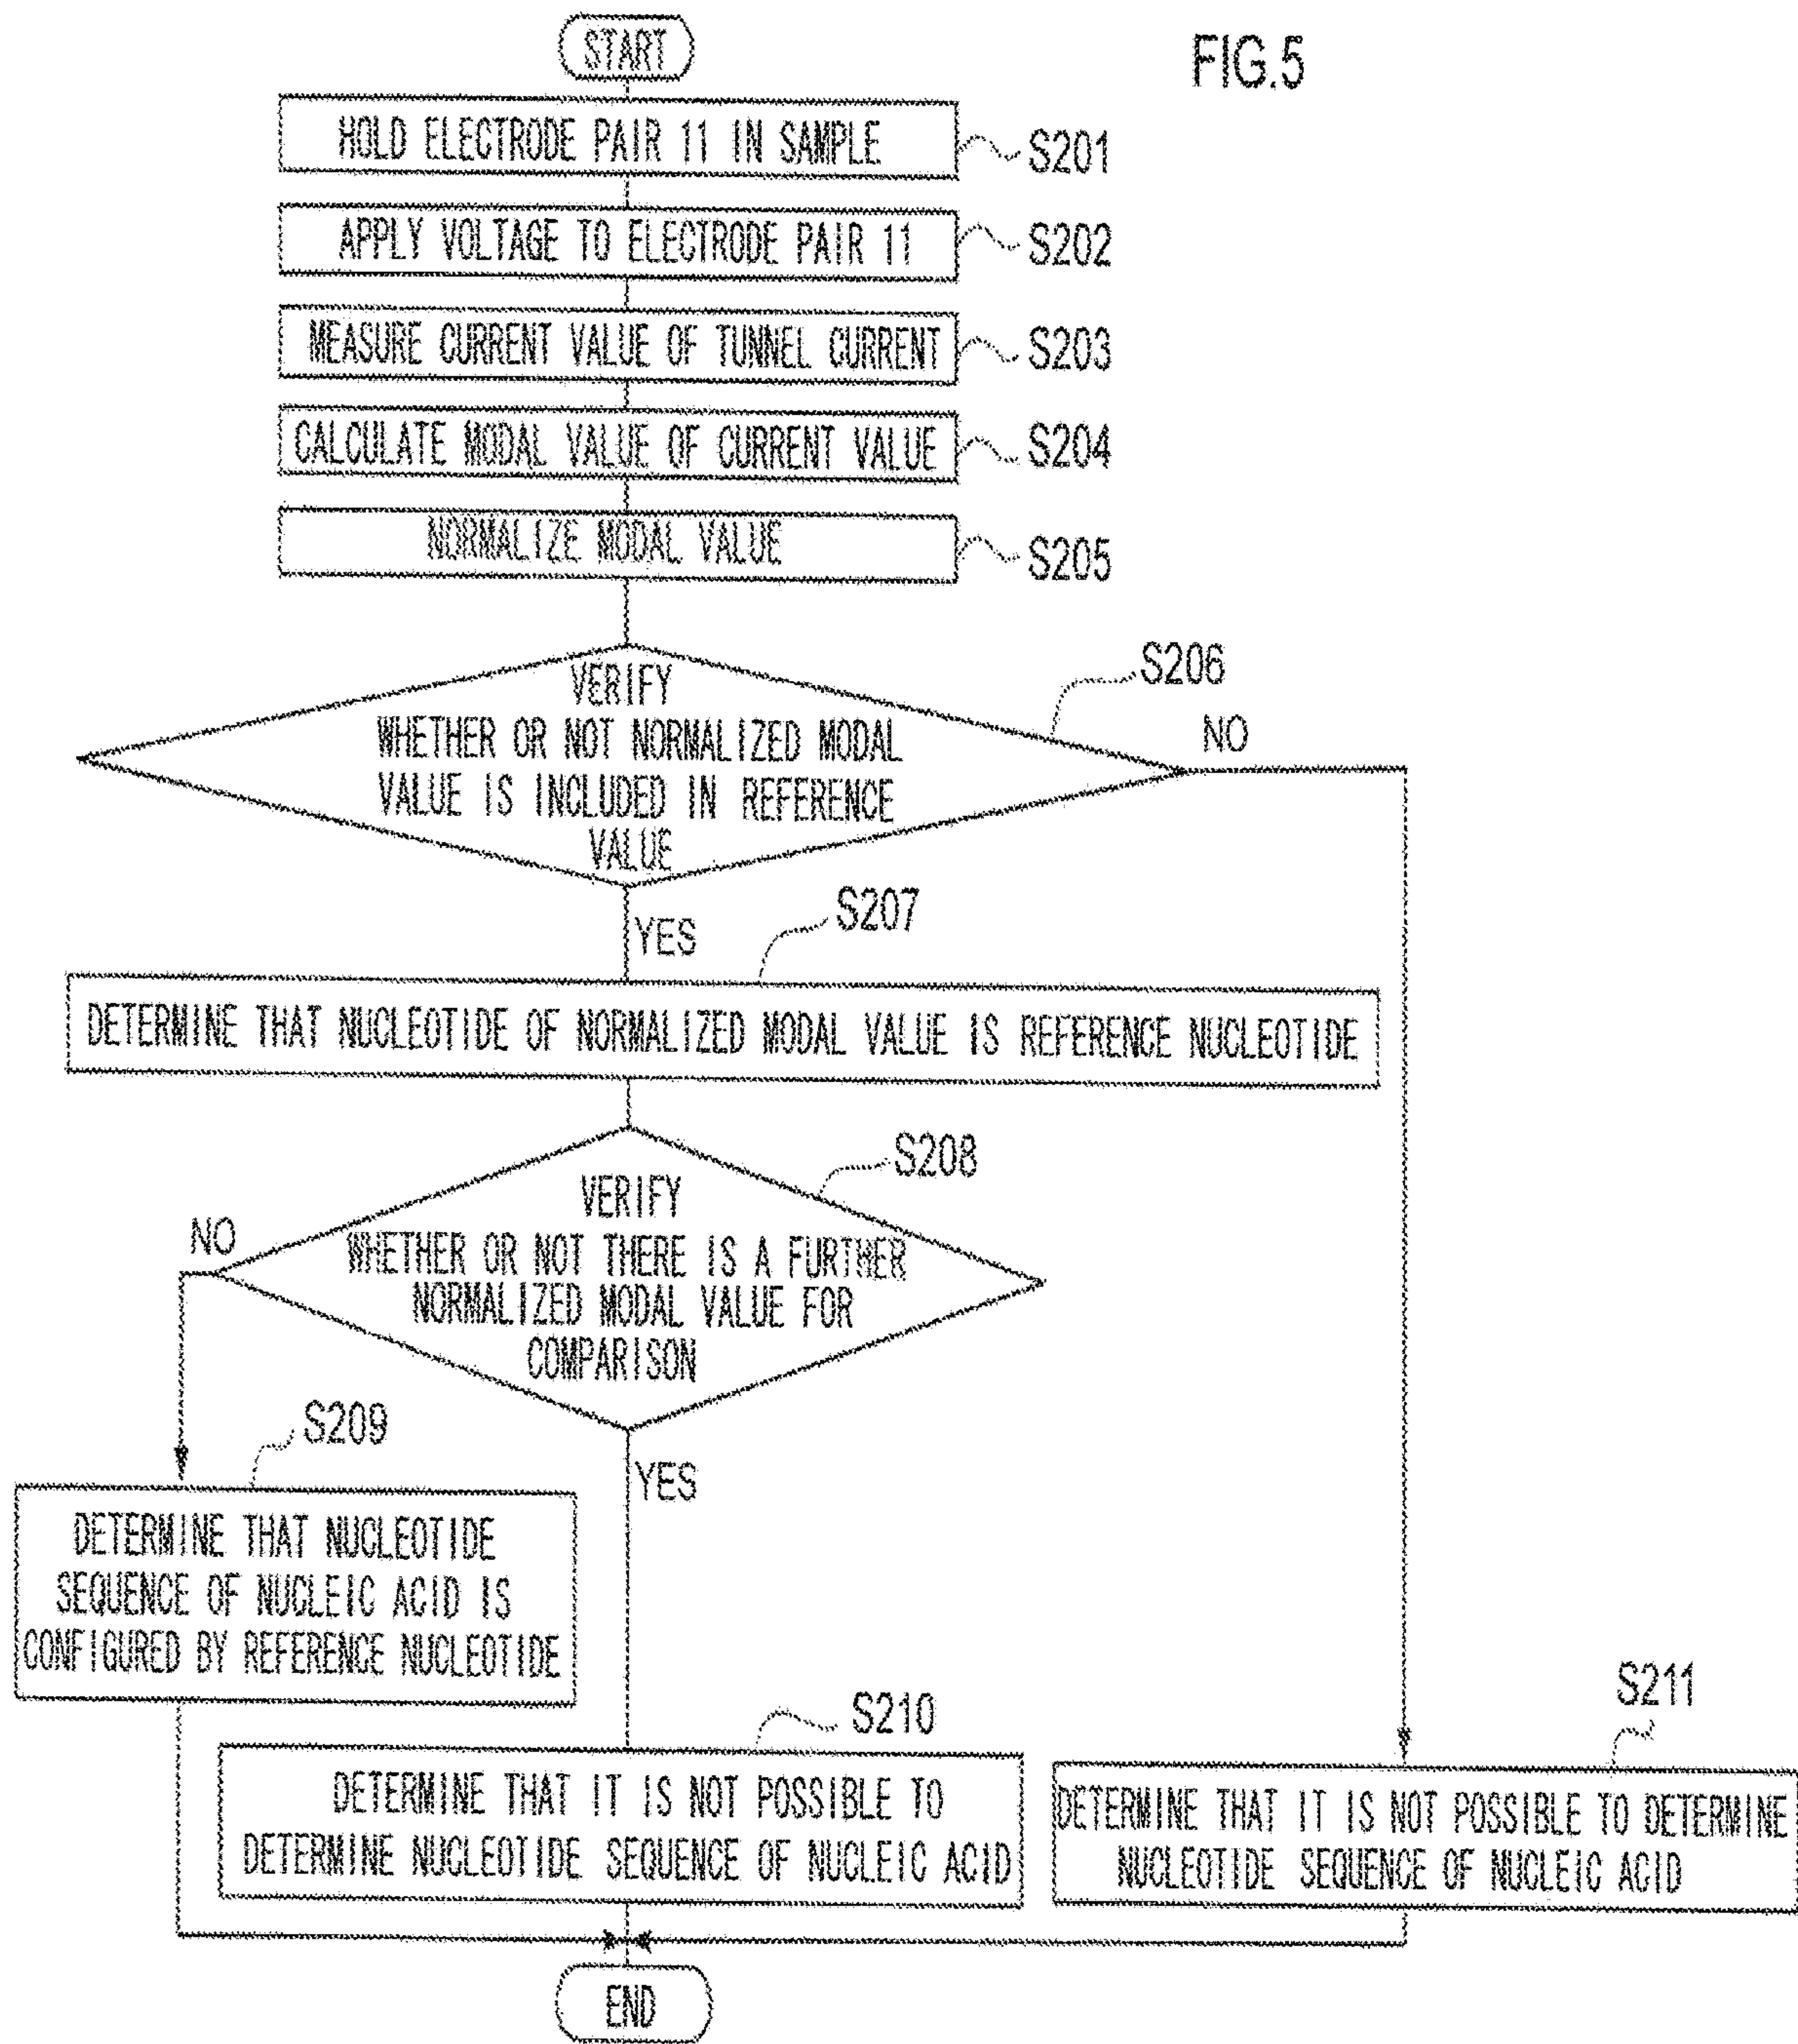 START
FIG.5
HOLD ELECTRODE PAIR 11 IN SAMPLE
S201
APPLY VOLTAGE TO ELECTRODE PAIR 11
S202
MEASURE CURRENT VALUE OF TUNNEL CURRENT
S203
CALCULATE MODAL VALUE OF CURRENT VALUE
S204
NORMALIZE MODAL VALUE
S205
S206
VERIFY
WHETHER OR NOT NORMALIZED MODAL
VALUE IS INCLUDED IN REFERENCE
VALUE
NO
YES
S207
DETERMINE THAT NUCLEOTIDE OF NORMALIZED MODAL VALUE IS REFERENCE NUCLEOTIDE
S208
VERIFY
WHETHER OR NOT THERE IS A FURTHER
NORMALIZED MODAL VALUE FOR
COMPARISON
NO
YES
S209
DETERMINE THAT NUCLEOTIDE
SEQUENCE OF NUCLEIC ACID IS
CONFIGURED BY REFERENCE NUCLEOTIDE
S210
DETERMINE THAT IT IS NOT POSSIBLE TO
DETERMINE NUCLEOTIDE SEQUENCE OF NUCLEIC ACID
S211
DETERMINE THAT IT IS NOT POSSIBLE TO DETERMINE
NUCLEOTIDE SEQUENCE OF NUCLEIC ACID
END